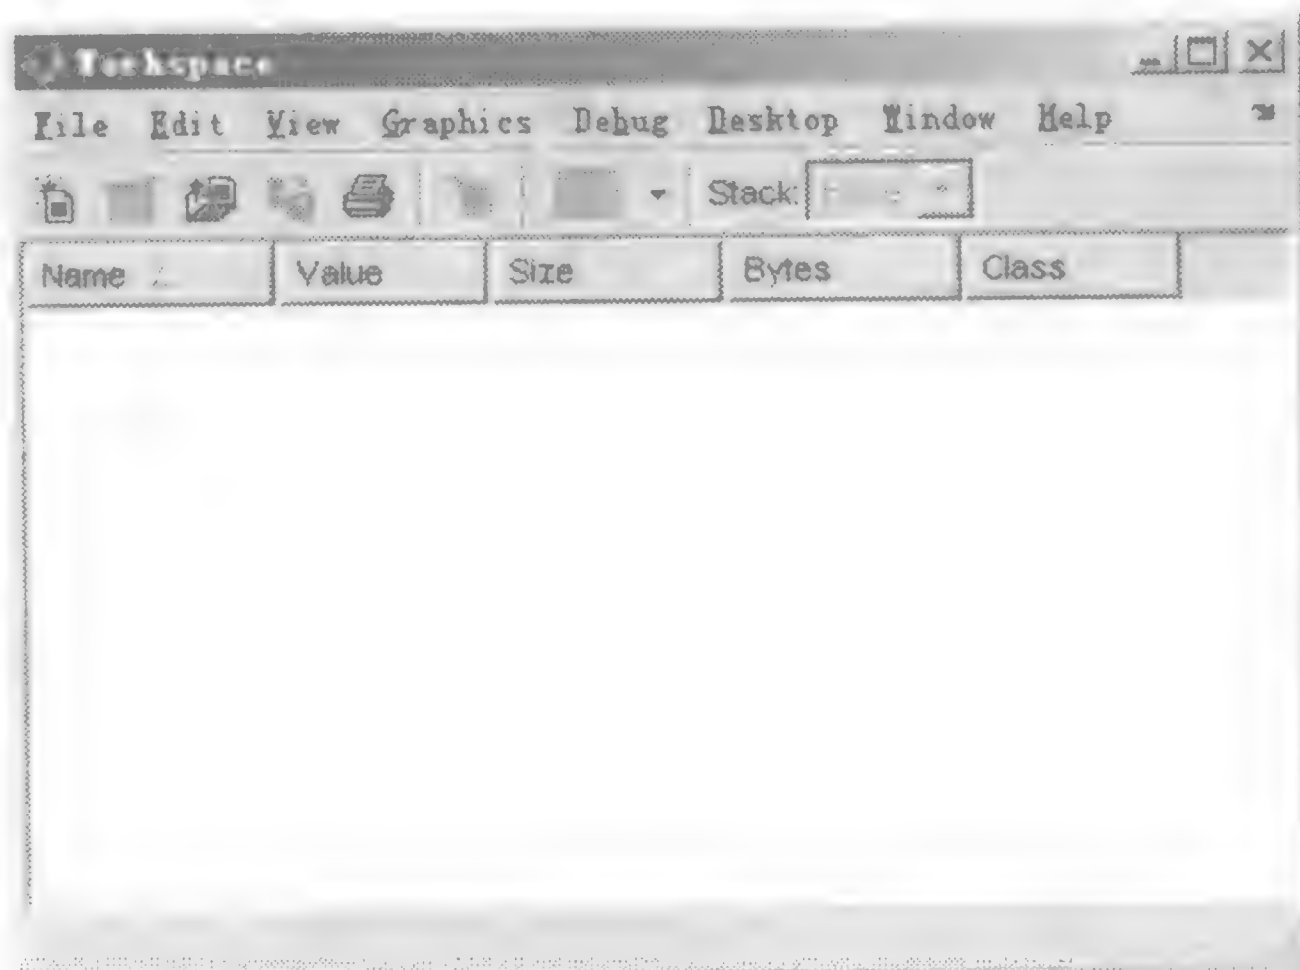 Workspace
File Edit View Graphics Debug Desktop Window Help
Stack:
Name Value Size Bytes Class